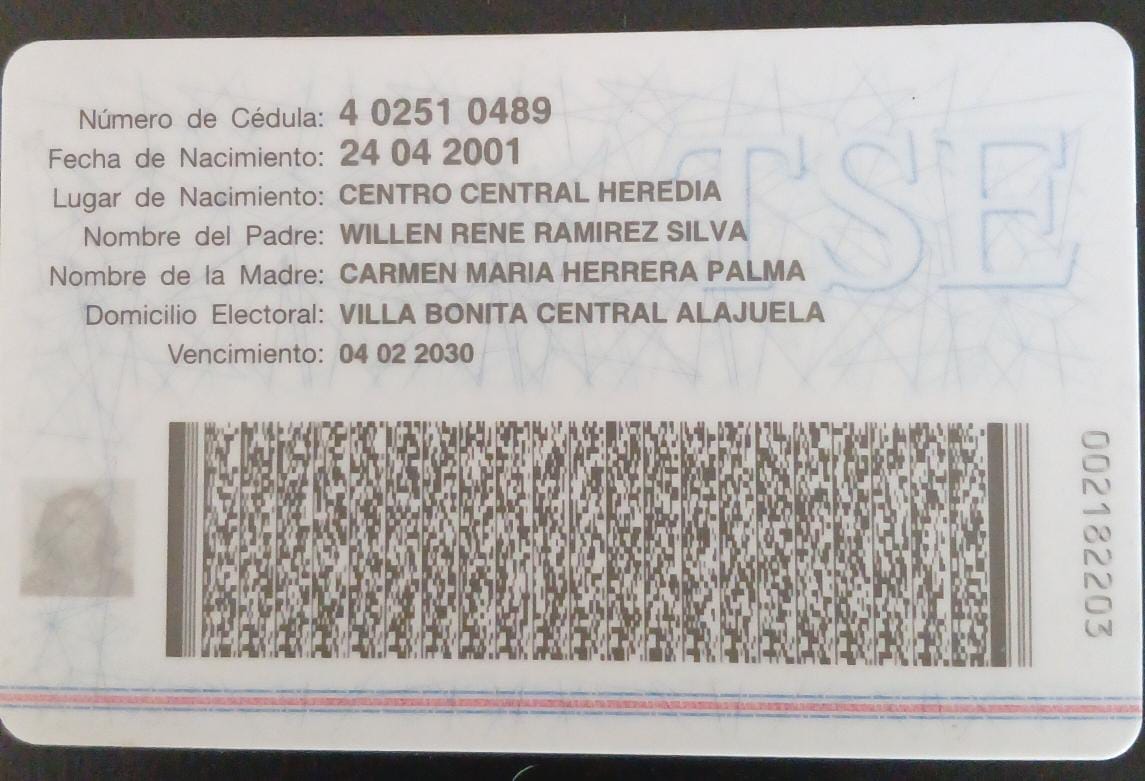 Número de Cédula: 4 0251 0489
Fecha de Nacimiento: 24 04 2001
Lugar de Nacimiento: CENTRO CENTRAL HEREDIA
Nombre del Padre: WILLEN RENE RAMIREZ SILVA
Nombre de la Madre: CARMEN MARIA HERRERA PALMA
Domicilio Electoral: VILLA BONITA CENTRAL ALAJUELA
Vencimiento: 04 02 2030
TSE
002182203